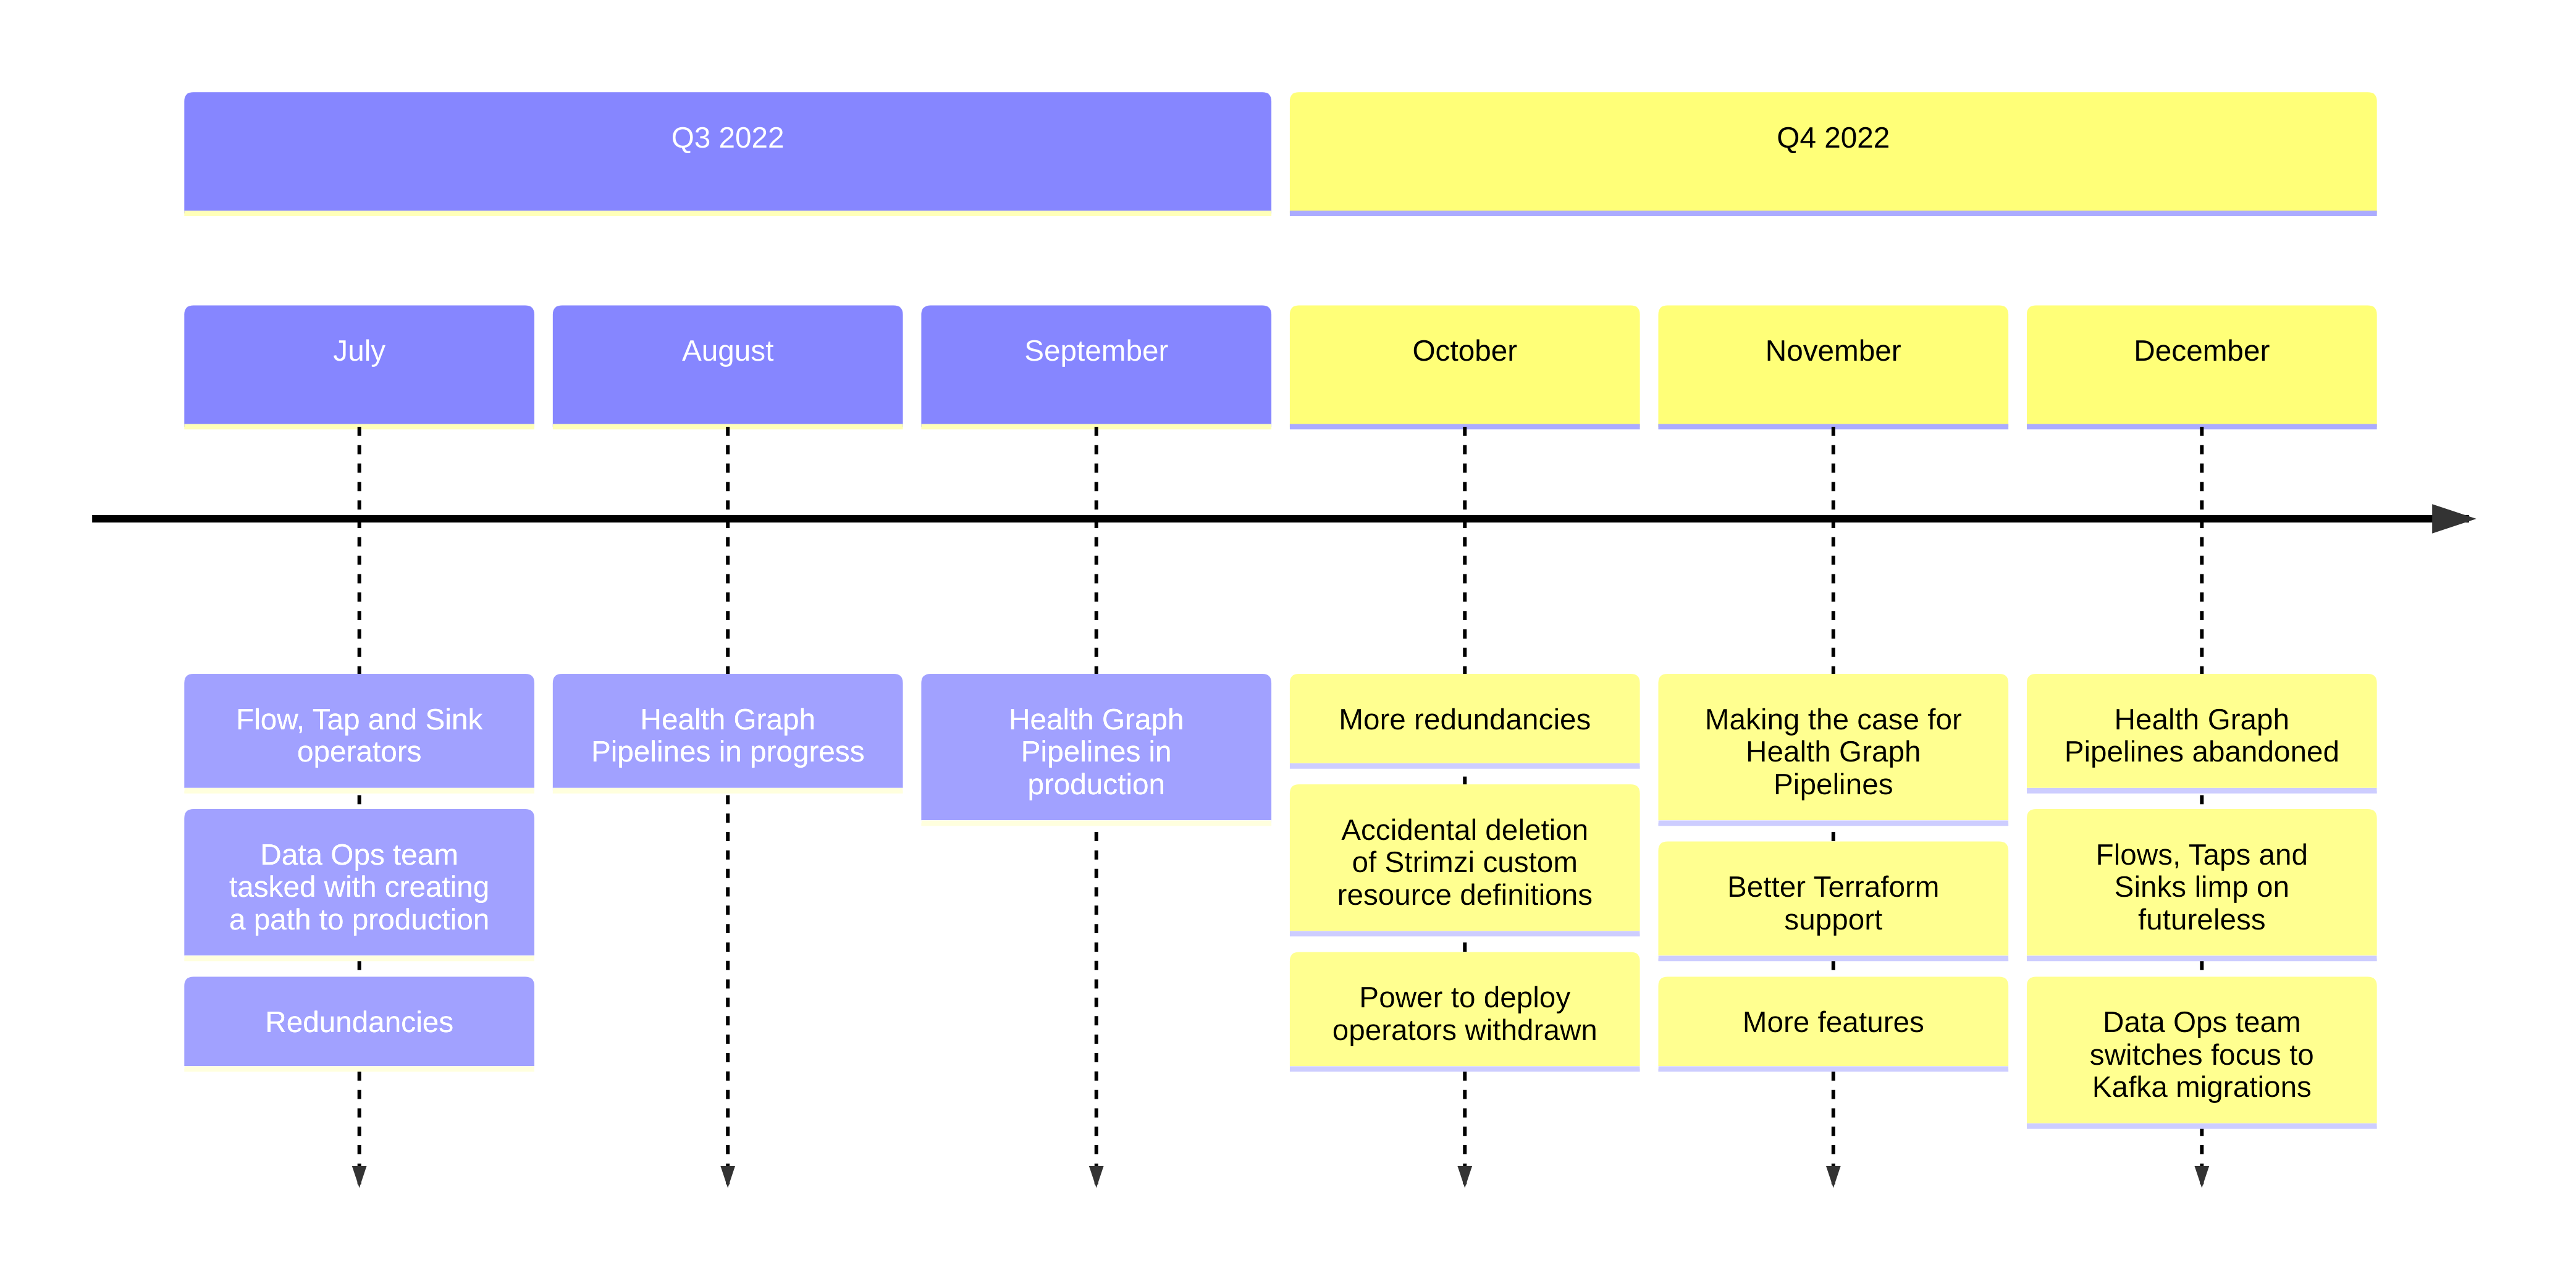 Q3 2022
Q4 2022
July
August
September
October
November
December
Flow, Tap and Sink
operators
Data Ops team
tasked with creating
a path to production
Redundancies
Health Graph
Pipelines in progress
Health Graph
Pipelines in
production
More redundancies
Accidental deletion
of Strimzi custom
resource definitions
Power to deploy
operators withdrawn
Making the case for
Health Graph
Pipelines
Better Terraform
support
More features
Health Graph
Pipelines abandoned
Flows, Taps and
Sinks limp on
futureless
Data Ops team
switches focus to
Kafka migrations